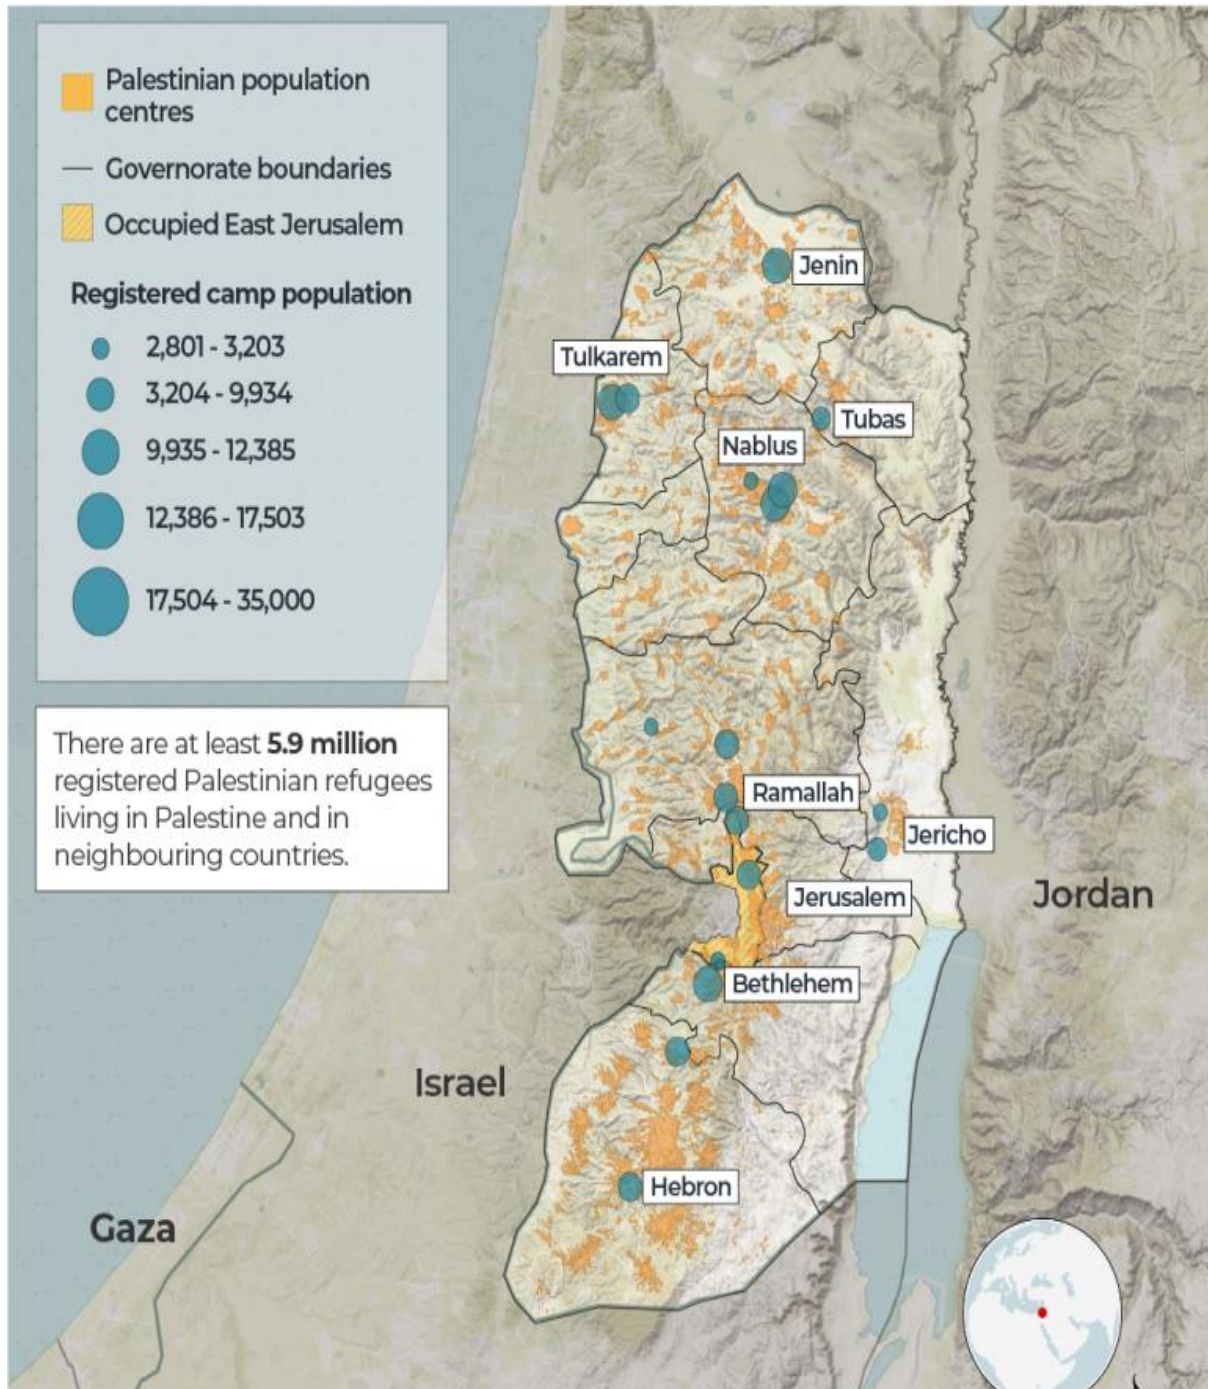 Palestinian population
centres
Governorate boundaries
Occupied East Jerusalem
Registered camp population
2,801 - 3,203
3,204 - 9,934
9,935 - 12,385
12,386 - 17,503
17,504 - 35,000
There are at least 5.9 million
registered Palestinian refugees
living in Palestine and in
neighbouring countries.
Jenin
Tulkarem
Tubas
Nablus
Ramallah
Jericho
Jerusalem
Jordan
Bethlehem
Israel
Hebron
Gaza